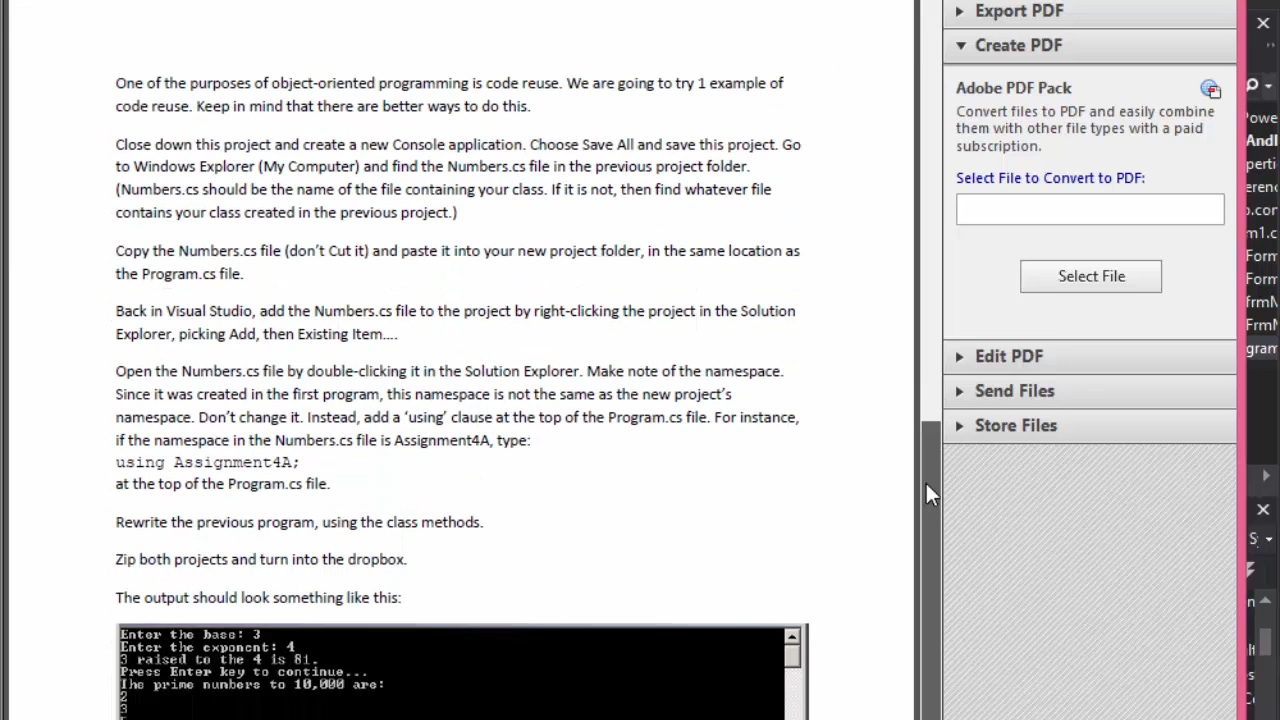 One of the purposes of object-oriented programming is code reuse. We are going to try 1 example of
code reuse. Keep in mind that there are better ways to do this.
Close down this project and create a new Console application. Choose Save All and save this project. Go
to Windows Explorer (My Computer) and find the Numbers.cs file in the previous project folder.
(Numbers.cs should be the name of the file containing your class. If it is not, then find whatever file
contains your class created in the previous project.)
Copy the Numbers.cs file (don't Cut it) and paste it into your new project folder, in the same location as
the Program.cs file.
Back in Visual Studio, add the Numbers.cs file to the project by right-clicking the project in the Solution
Explorer, picking Add, then Existing Item....
Open the Numbers.cs file by double-clicking it in the Solution Explorer. Make note of the namespace.
Since it was created in the first program, this namespace is not the same as the new project's
namespace. Don't change it. Instead, add a 'using' clause at the top of the Program.cs file. For instance,
if the namespace in the Numbers.cs file is Assignment4A, type:
using Assignment4A;
at the top of the Program.cs file.
Rewrite the previous program, using the class methods.
Zip both projects and turn into the dropbox.
The output should look something like this:
Enter the base: 3
Enter the exponent: 4
3 raised to the 4 is 81.
Press Enter key to continue...
The prime numbers to 10,000 are:
2
3
Export PDF
Create PDF
Adobe PDF Pack
Convert files to PDF and easily combine
them with other file types with a paid
subscription.
Select File to Convert to PDF:
Select File
Edit PDF
Send Files
Store Files